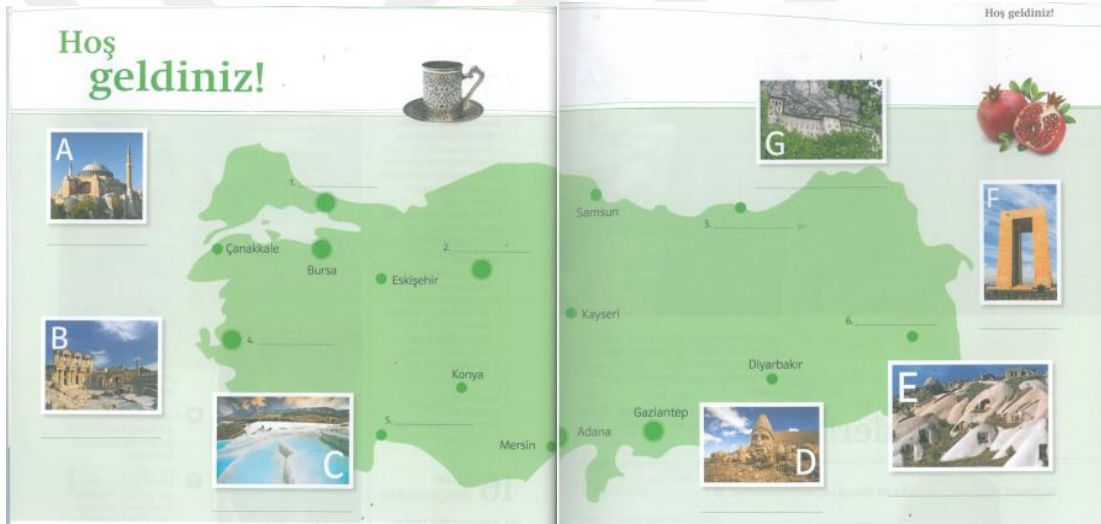 Hoş
geldiniz!
A
1.
Çanakkale
Bursa
2.
Eskişehir
B
4.
Konya
C
5.
Mersin
Hoş geldiniz!
G
Samsun
3.
F
Kayseri
6.
Diyarbakır
E
Gaziantep
Adana
D